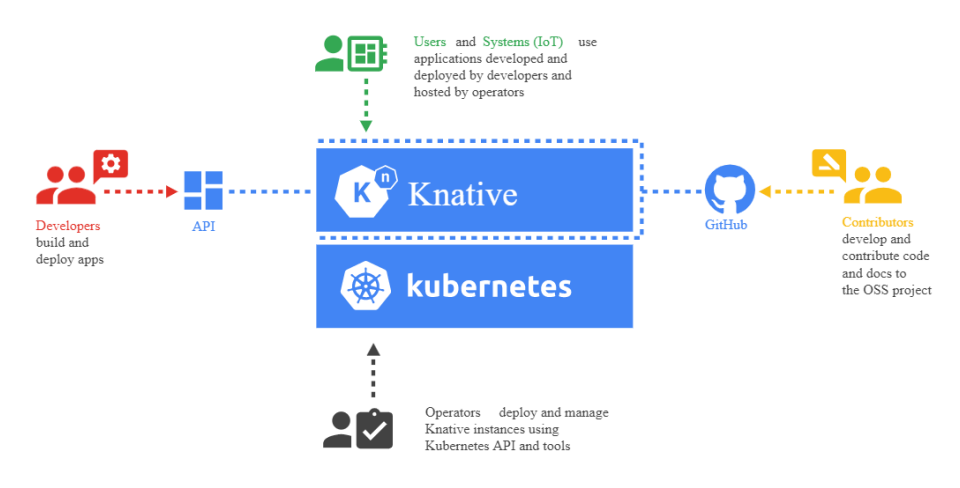 Users and Systems (IoT) use
applications developed and
deployed by developers and
hosted by operators
K n Knative
Developers
build and
deploy apps
API
GitHub
Contributors
develop and
contribute code
and docs to
the OSS project
kubernetes
Operators deploy and manage
Knative instances using
Kubernetes API and tools